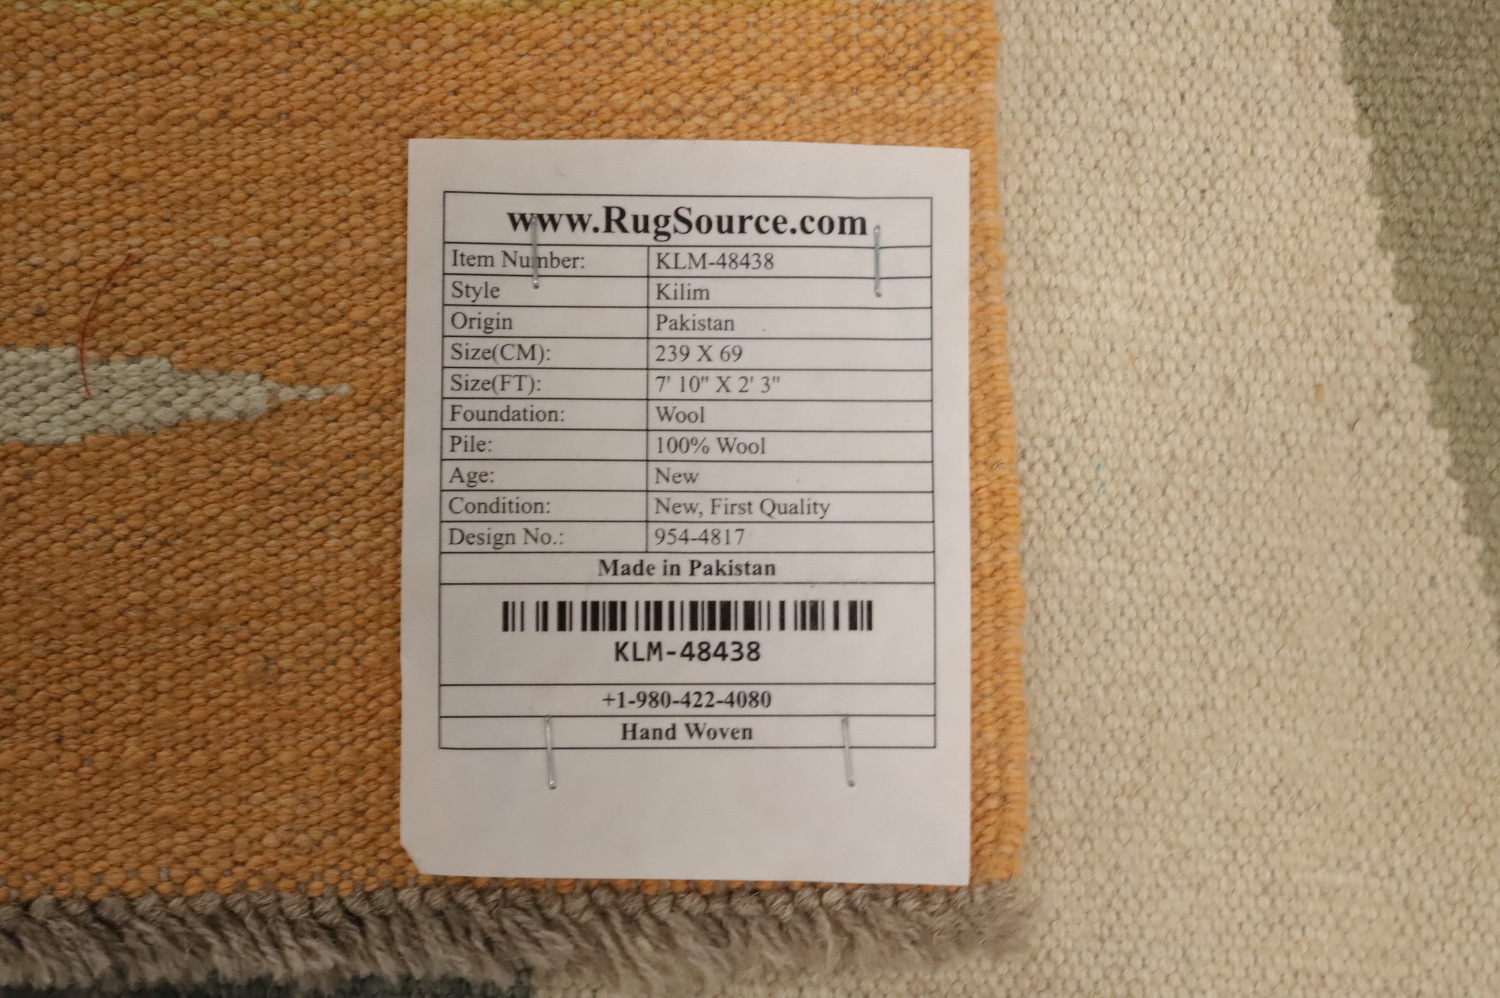 www.RugSource.com
Item Number: KLM-48438
Style Kilim
Origin Pakistan
Size(CM): 239 X 69
Size(FT): 7' 10" X 2' 3"
Foundation: Wool
Pile: 100% Wool
Age: New
Condition: New, First Quality
Design No.: 954-4817
Made in Pakistan
KLM-48438
+1-980-422-4080
Hand Woven